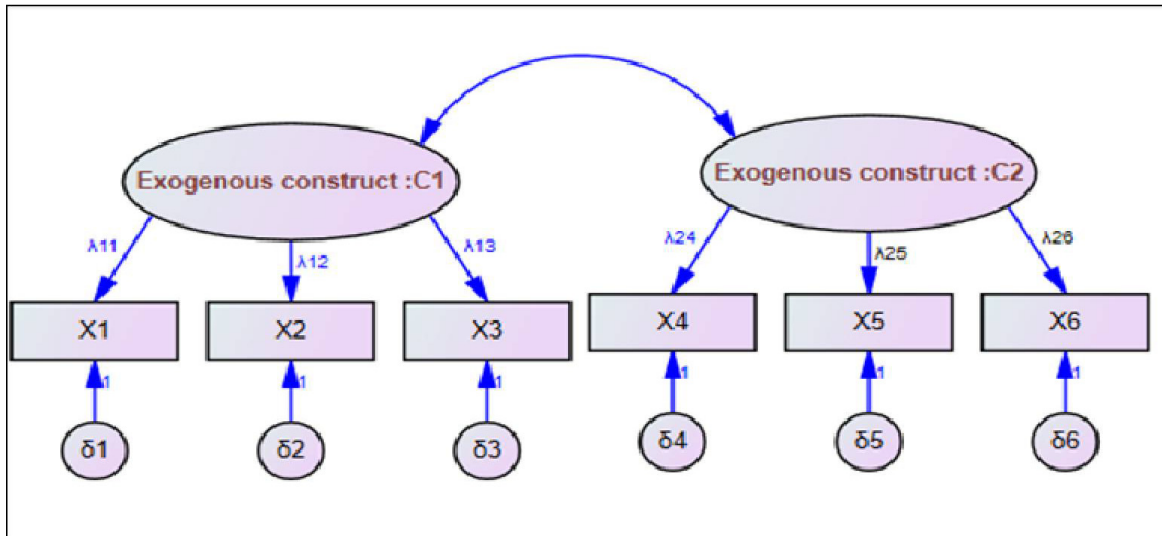 Exogenous construct :C1
Exogenous construct :C2
λ11
λ12
λ13
λ24
λ25
λ26
X1
X2
X3
X4
X5
X6
1
1
1
1
1
1
δ1
δ2
δ3
δ4
δ5
δ6